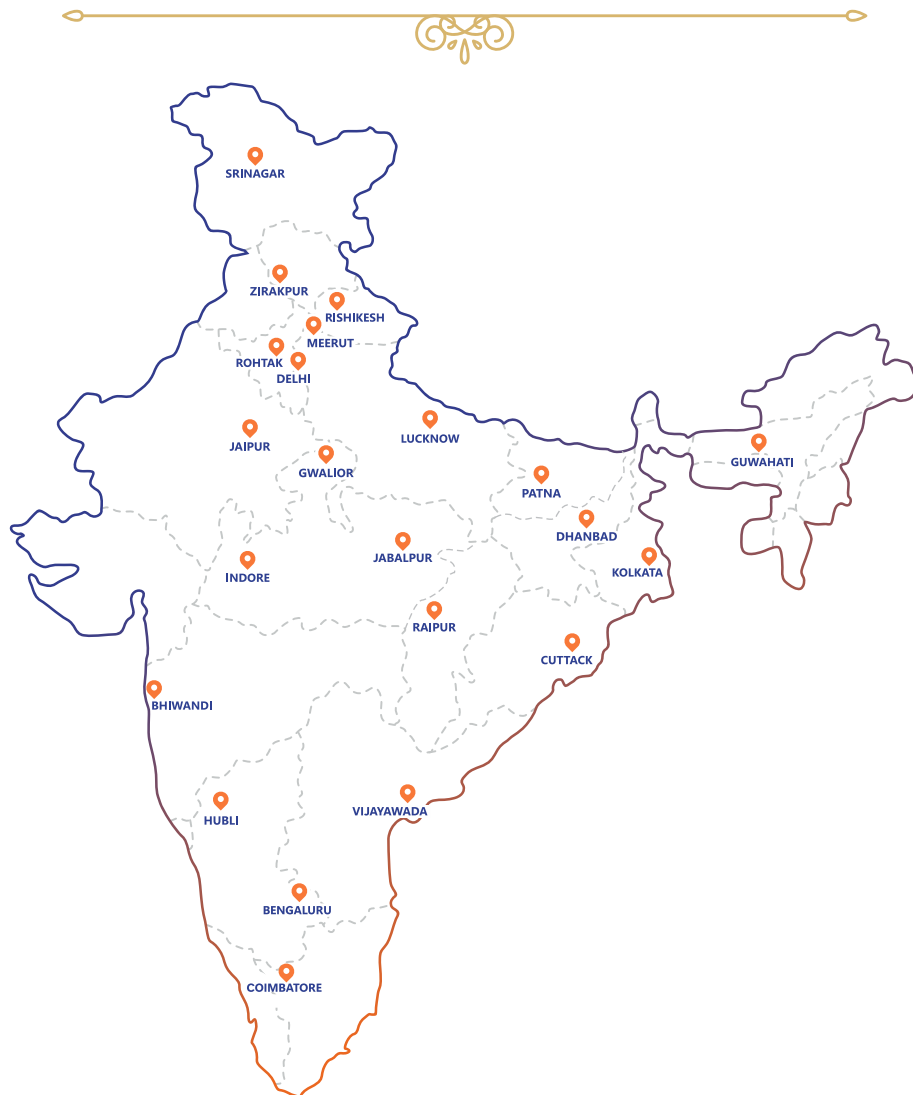 SRINAGAR
ZIRAKPUR
RISHIKESH
MEERUT
ROHTAK
DELHI
LUCKNOW
JAIPUR
GUWAHATI
GWALIOR
PATNA
DHANBAD
JABALPUR
KOLKATA
INDORE
RAIPUR
CUTTACK
BHIWANDI
VIJAYAWADA
HUBLI
BENGALURU
COIMBATORE